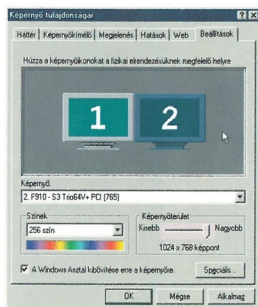 Képernyő tulajdonságai
Háttér Képernyőkímélő Megjelenés Hatások Web Beállítások
Húzza a képernyőikonokat a fizikai elrendezésüknek megfelelő helyre
1 2
Képernyő:
2. F910 - S3 Trio64V+ PCI (765)
Színek
Képernyőterület
256 szín
Kisebb Nagyobb
1024 x 768 képpont
A Windows Asztal kibővítése erre a képernyőre.
Speciális...
OK Mégse Alkalmaz